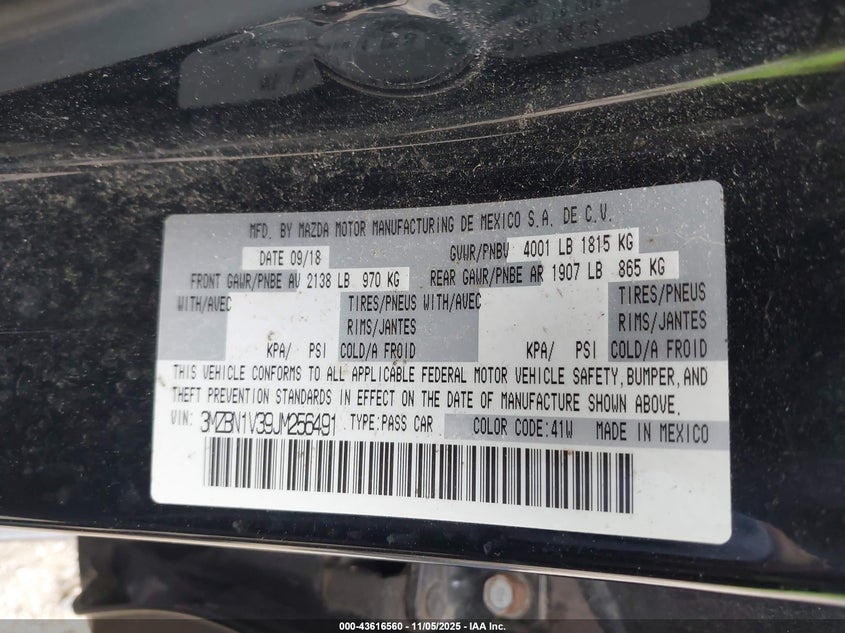 MFD. BY MAZDA MOTOR MANUFACTURING DE MEXICO S.A. DE C.V.
DATE 09/18 GVWR/PNBV 4001 LB 1815 KG
FRONT GAWR/PNBE AV 2138 LB 970 KG REAR GAWR/PNBE AR 1907 LB 865 KG
WITH/AVEC TIRES/PNEUS WITH/AVEC TIRES/PNEUS
RIMS/JANTES RIMS/JANTES
KPA/ PSI COLD/A FROID KPA/ PSI COLD/A FROID
THIS VEHICLE CONFORMS TO ALL APPLICABLE FEDERAL MOTOR VEHICLE SAFETY, BUMPER, AND
THEFT PREVENTION STANDARDS IN EFFECT ON THE DATE OF MANUFACTURE SHOWN ABOVE.
VIN: 3MZBN1V39JM256491 TYPE:PASS CAR COLOR CODE:41W MADE IN MEXICO
000-43616560 - 11/05/2025 - IAA Inc.